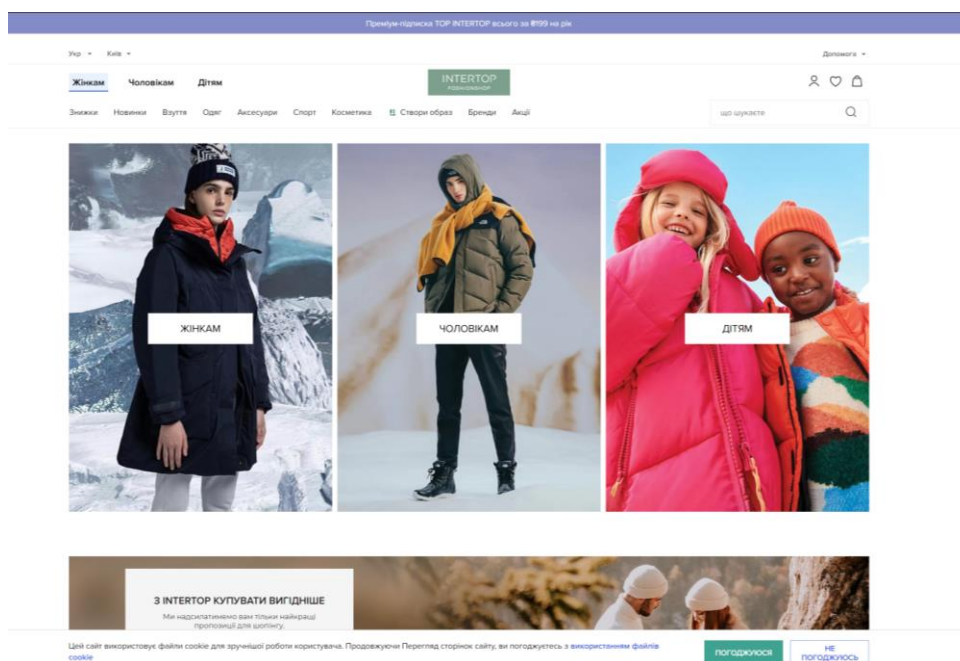 Преміум-підписка TOP INTERTOP всього за ₴199 на рік
Укр Київ Допомога
Жінкам Чоловікам Дітям
INTERTOP
FASHIONSHOP
Знижки Новинки Взуття Одяг Аксесуари Спорт Косметика Створи образ Бренди Акції
що шукаєте
ЖІНКАМ ЧОЛОВІКАМ ДІТЯМ
З INTERTOP КУПУВАТИ ВИГІДНІШЕ
Ми надсилатимемо вам тільки найкращі
пропозиції для шопінгу.
Цей сайт використовує файли cookie для зручнішої роботи користувача. Продовжуючи Перегляд сторінок сайту, ви погоджуєтесь з використанням файлів
cookie
ПОГОДЖУЮСЯ
НЕ
ПОГОДЖУЮСЬ